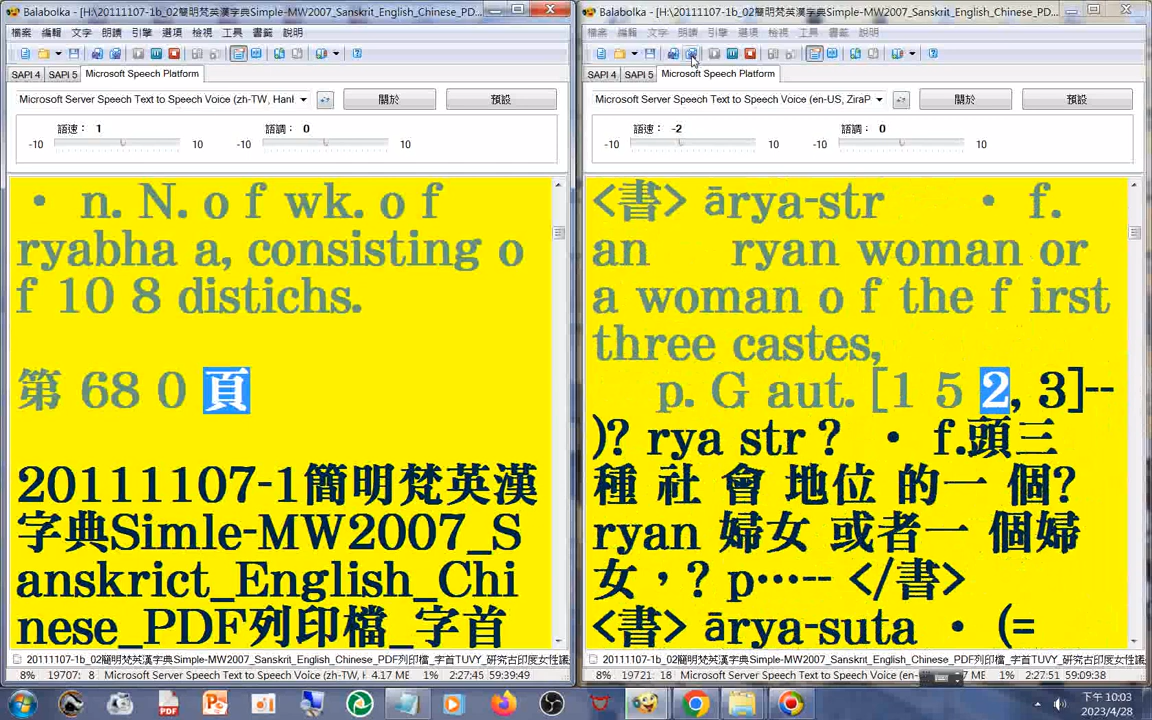 Balabolka - [H:\20111107-1b_02簡明梵英漢字典Simple-MW2007_Sanskrit_English_Chinese_PD...
檔案 編輯 文字 朗讀 引擎 選項 檢視 工具 書籤 說明
SAPI 4 SAPI 5 Microsoft Speech Platform
Microsoft Server Speech Text to Speech Voice (zh-TW, Hanl
關於 預設
語速： 1 語調： 0
-10 10 -10 10
• n. N. o f wk. o f
ryabha a, consisting o
f 10 8 distichs.
第 68 0 頁
20111107-1簡明梵英漢
字典Simle-MW2007_S
anskrict_English_Chi
nese_PDF列印檔_字首
20111107-1b_02簡明梵英漢字典Simple-MW2007_Sanskrit_English_Chinese_PDF列印檔_字首TUVY_研究古印度女性議
8% 19707: 8 Microsoft Server Speech Text to Speech Voice (zh-TW, H 4.17 ME 1% 2:27:45 59:39:49
Balabolka - [H:\20111107-1b_02簡明梵英漢字典Simple-MW2007_Sanskrit_English_Chinese_PD...
檔案 編輯 文字 朗讀 引擎 選項 檢視 工具 書籤 說明
SAPI 4 SAPI 5 Microsoft Speech Platform
Microsoft Server Speech Text to Speech Voice (en-US, ZiraP
關於 預設
語速： -2 語調： 0
-10 10 -10 10
<書> ārya-str • f.
an ryan woman or
a woman o f the f irst
three castes,
p. G aut. [1 5 2, 3]--
)? rya str ? • f.頭三
種 社 會 地位 的一 個?
ryan 婦女 或者一 個婦
女，? p…-- </書>
<書> ārya-suta • (=
20111107-1b_02簡明梵英漢字典Simple-MW2007_Sanskrit_English_Chinese_PDF列印檔_字首TUVY_研究古印度女性議
8% 19721: 18 Microsoft Server Speech Text to Speech Voice (en- 1% 2:27:51 59:09:38
下午 10:03
2023/4/28